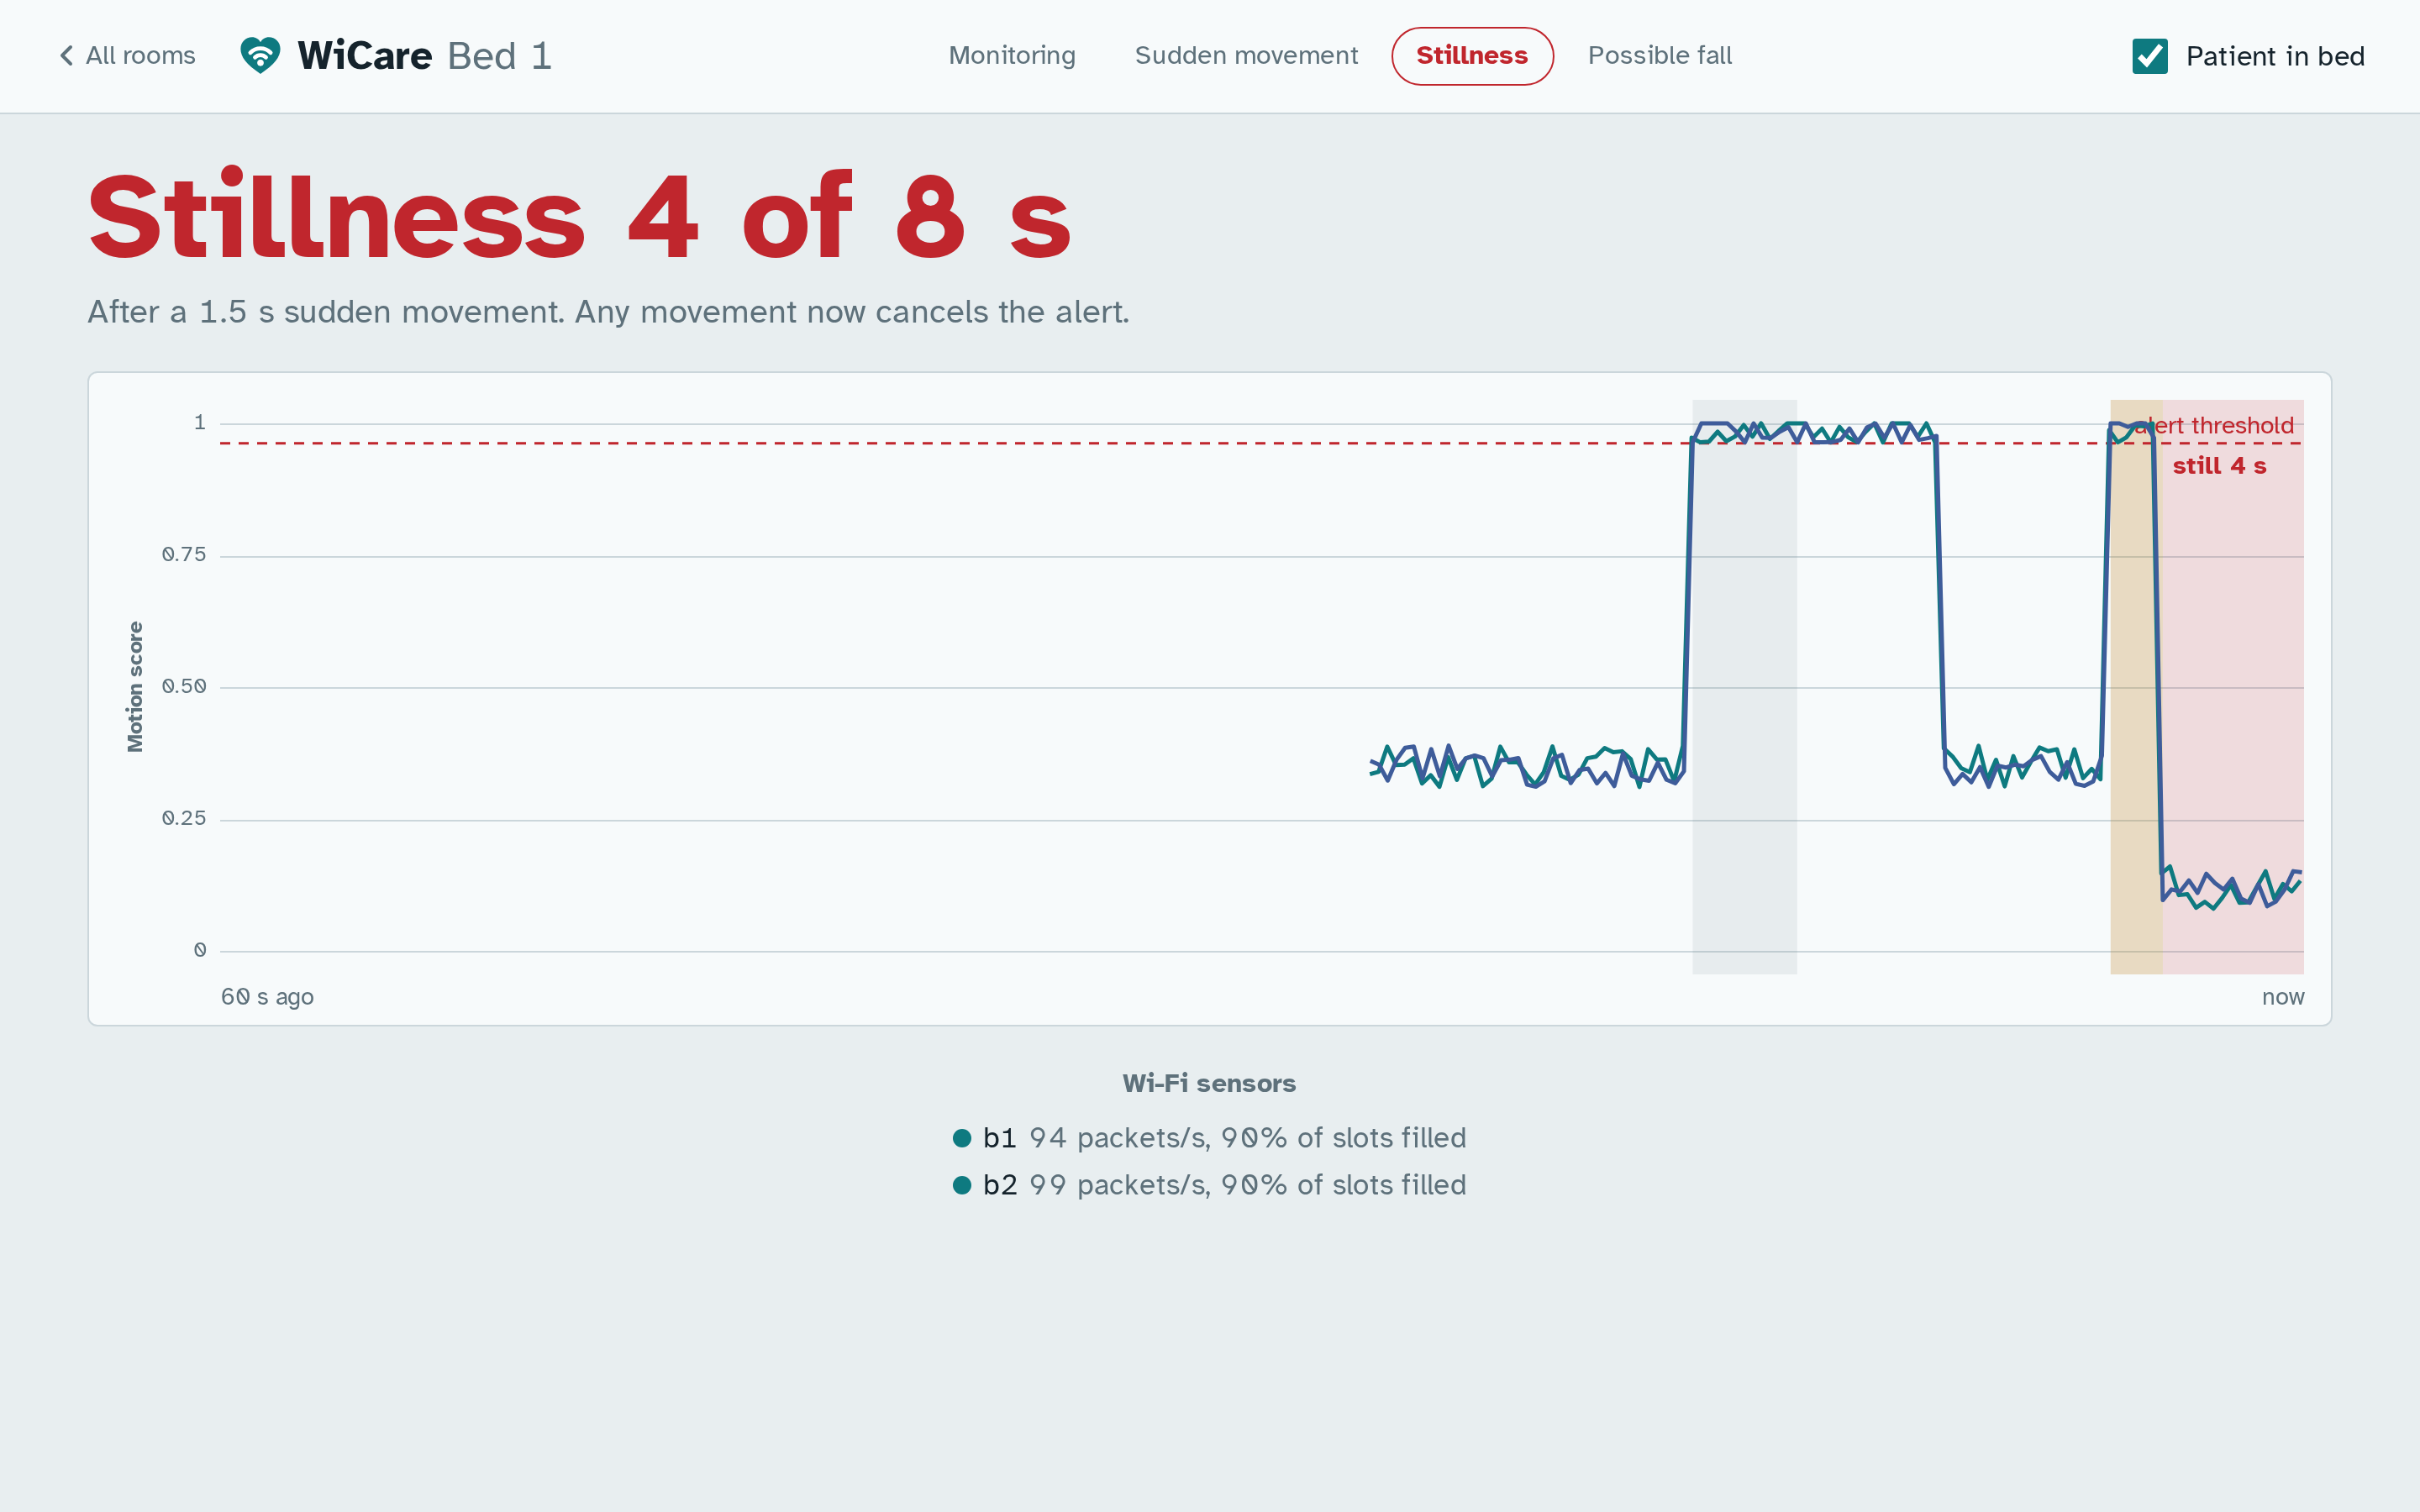 All rooms
WiCare Bed 1
Monitoring
Sudden movement
Stillness
Possible fall
Patient in bed
Stillness 4 of 8 s
After a 1.5 s sudden movement. Any movement now cancels the alert.
1
alert threshold
still 4 s
0.75
0.50
0.25
0
Motion score
60 s ago
now
Wi-Fi sensors
b1 94 packets/s, 90% of slots filled
b2 99 packets/s, 90% of slots filled